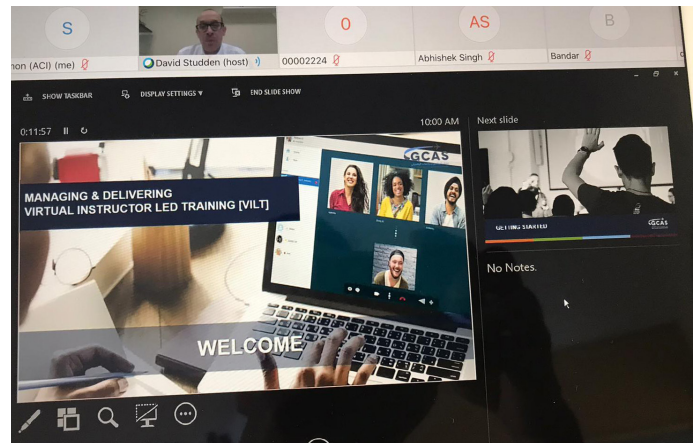 S
O
AS
B
non (ACI) (me)
David Studden (host)
00002224
Abhishek Singh
Bandar
SHOW TASKBAR
DISPLAY SETTINGS ▼
END SLIDE SHOW
0:11:57
10:00 AM
Next slide
GCAS
MANAGING & DELIVERING
VIRTUAL INSTRUCTOR LED TRAINING [VILT]
WELCOME
GETTING STARTED
GCAS
No Notes.